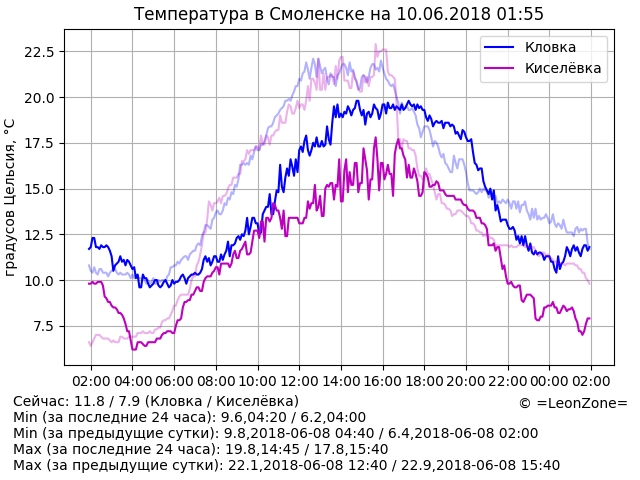 Температура в Смоленске на 10.06.2018 01:55
Кловка
Киселёвка
градусов Цельсия, °C
22.5
20.0
17.5
15.0
12.5
10.0
7.5
02:00 04:00 06:00 08:00 10:00 12:00 14:00 16:00 18:00 20:00 22:00 00:00 02:00
Сейчас: 11.8 / 7.9 (Кловка / Киселёвка)
© =LeonZone=
Min (за последние 24 часа): 9.6,04:20 / 6.2,04:00
Min (за предыдущие сутки): 9.8,2018-06-08 04:40 / 6.4,2018-06-08 02:00
Max (за последние 24 часа): 19.8,14:45 / 17.8,15:40
Max (за предыдущие сутки): 22.1,2018-06-08 12:40 / 22.9,2018-06-08 15:40